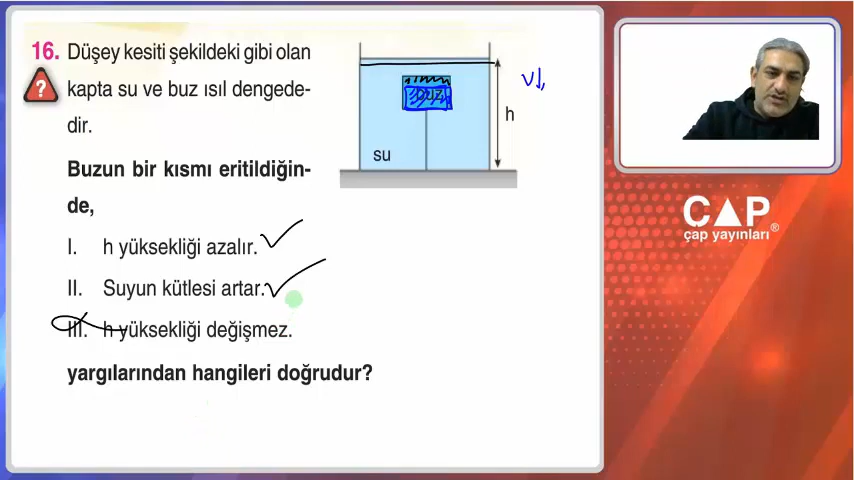 16. Düşey kesiti şekildeki gibi olan
kapta su ve buz ısıl dengede-
dir.
Buzun bir kısmı eritildiğin-
de,
I. h yüksekliği azalır.
II. Suyun kütlesi artar.
III. h yüksekliği değişmez.
yargılarından hangileri doğrudur?
?
buz
su
h
V↓,
ÇAP
çap yayınları®